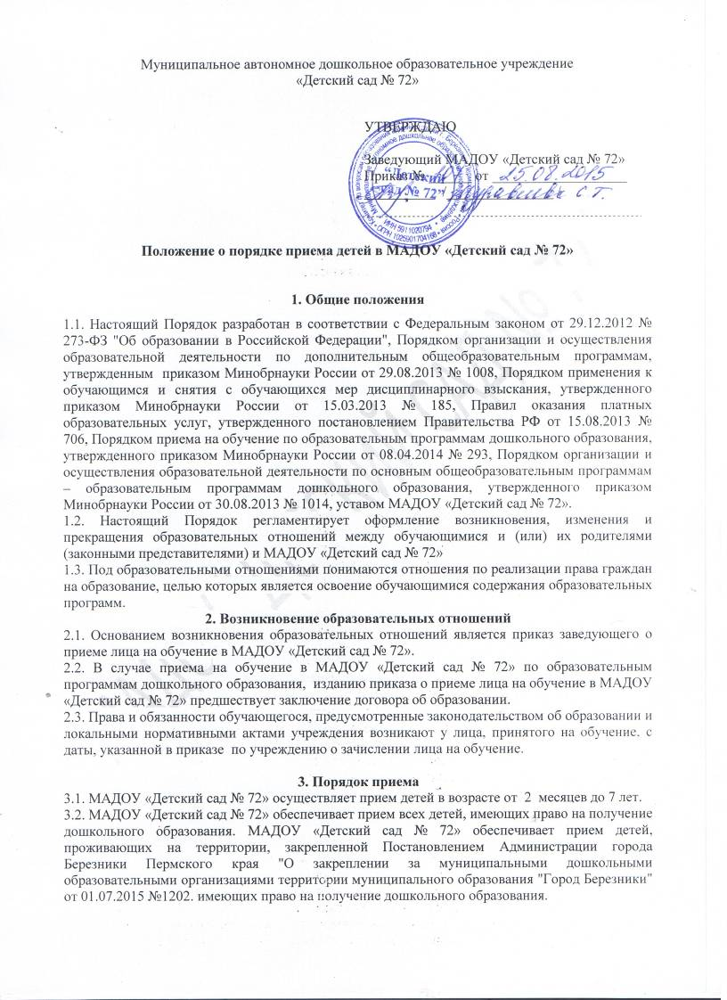 Муниципальное автономное дошкольное образовательное учреждение
«Детский сад № 72»
УТВЕРЖДАЮ
Заведующий МАДОУ «Детский сад № 72»
Приказ № от 25.08.2015
"Детский
сад № 72"
ИНН 5911020794 * ОГРН 1025901704168 * Россия
Положение о порядке приема детей в МАДОУ «Детский сад № 72»
1. Общие положения
1.1. Настоящий Порядок разработан в соответствии с Федеральным законом от 29.12.2012 №
273-ФЗ "Об образовании в Российской Федерации", Порядком организации и осуществления
образовательной деятельности по дополнительным общеобразовательным программам,
утвержденным приказом Минобрнауки России от 29.08.2013 № 1008, Порядком применения к
обучающимся и снятия с обучающихся мер дисциплинарного взыскания, утвержденного
приказом Минобрнауки России от 15.03.2013 № 185, Правил оказания платных
образовательных услуг, утвержденного постановлением Правительства РФ от 15.08.2013 №
706, Порядком приема на обучение по образовательным программам дошкольного образования,
утвержденного приказом Минобрнауки России от 08.04.2014 № 293, Порядком организации и
осуществления образовательной деятельности по основным общеобразовательным программам
– образовательным программам дошкольного образования, утвержденного приказом
Минобрнауки России от 30.08.2013 № 1014, уставом МАДОУ «Детский сад № 72».
1.2. Настоящий Порядок регламентирует оформление возникновения, изменения и
прекращения образовательных отношений между обучающимися и (или) их родителями
(законными представителями) и МАДОУ «Детский сад № 72»
1.3. Под образовательными отношениями понимаются отношения по реализации права граждан
на образование, целью которых является освоение обучающимися содержания образовательных
программ.
2. Возникновение образовательных отношений
2.1. Основанием возникновения образовательных отношений является приказ заведующего о
приеме лица на обучение в МАДОУ «Детский сад № 72».
2.2. В случае приема на обучение в МАДОУ «Детский сад № 72» по образовательным
программам дошкольного образования, изданию приказа о приеме лица на обучение в МАДОУ
«Детский сад № 72» предшествует заключение договора об образовании.
2.3. Права и обязанности обучающегося, предусмотренные законодательством об образовании и
локальными нормативными актами учреждения возникают у лица, принятого на обучение. с
даты, указанной в приказе по учреждению о зачислении лица на обучение.
3. Порядок приема
3.1. МАДОУ «Детский сад № 72» осуществляет прием детей в возрасте от 2 месяцев до 7 лет.
3.2. МАДОУ «Детский сад № 72» обеспечивает прием всех детей, имеющих право на получение
дошкольного образования. МАДОУ «Детский сад № 72» обеспечивает прием детей,
проживающих на территории, закрепленной Постановлением Администрации города
Березники Пермского края "О закреплении за муниципальными дошкольными
образовательными организациями территории муниципального образования "Город Березники"
от 01.07.2015 №1202. имеющих право на получение дошкольного образования.